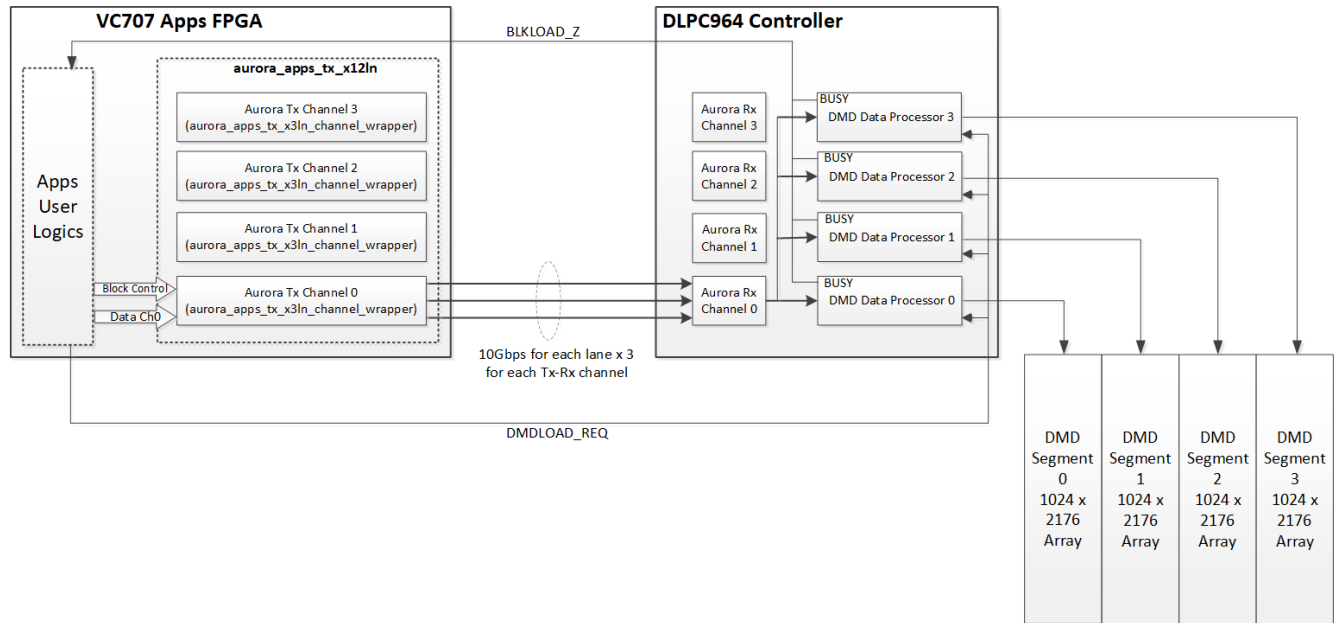 VC707 Apps FPGA
DLPC964 Controller
BLKLOAD_Z
aurora_apps_tx_x12ln
Aurora Tx Channel 3
(aurora_apps_tx_x3ln_channel_wrapper)
Aurora Tx Channel 2
(aurora_apps_tx_x3ln_channel_wrapper)
Aurora Tx Channel 1
(aurora_apps_tx_x3ln_channel_wrapper)
Aurora Tx Channel 0
(aurora_apps_tx_x3ln_channel_wrapper)
Apps
User
Logics
Block Control
Data Ch0
Aurora Rx
Channel 3
Aurora Rx
Channel 2
Aurora Rx
Channel 1
Aurora Rx
Channel 0
BUSY
DMD Data Processor 3
BUSY
DMD Data Processor 2
BUSY
DMD Data Processor 1
BUSY
DMD Data Processor 0
10Gbps for each lane x 3
for each Tx-Rx channel
DMDLOAD_REQ
DMD
Segment
0
1024 x
2176
Array
DMD
Segment
1
1024 x
2176
Array
DMD
Segment
2
1024 x
2176
Array
DMD
Segment
3
1024 x
2176
Array